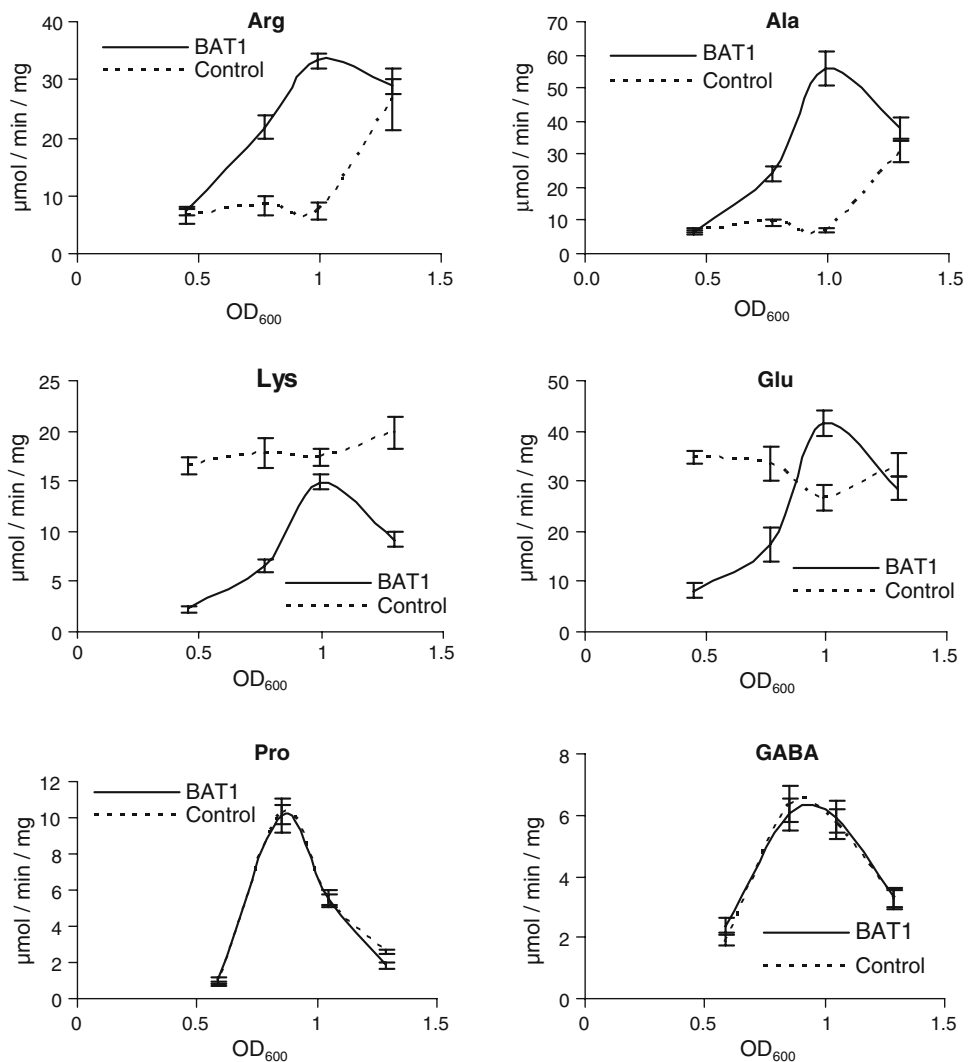 Arg
µmol / min / mg
40
30
20
10
0
BAT1
Control
0
0.5
1
1.5
OD600
Ala
µmol / min / mg
70
60
50
40
30
20
10
0
BAT1
Control
0.0
0.5
1.0
1.5
OD600
Lys
µmol / min / mg
25
20
15
10
5
0
BAT1
Control
0
0.5
1
1.5
OD600
Glu
µmol / min / mg
50
40
30
20
10
0
BAT1
Control
0
0.5
1
1.5
OD600
Pro
µmol / min / mg
12
10
8
6
4
2
0
BAT1
Control
0
0.5
1
1.5
OD600
GABA
µmol / min / mg
8
6
4
2
0
BAT1
Control
0
0.5
1
1.5
OD600